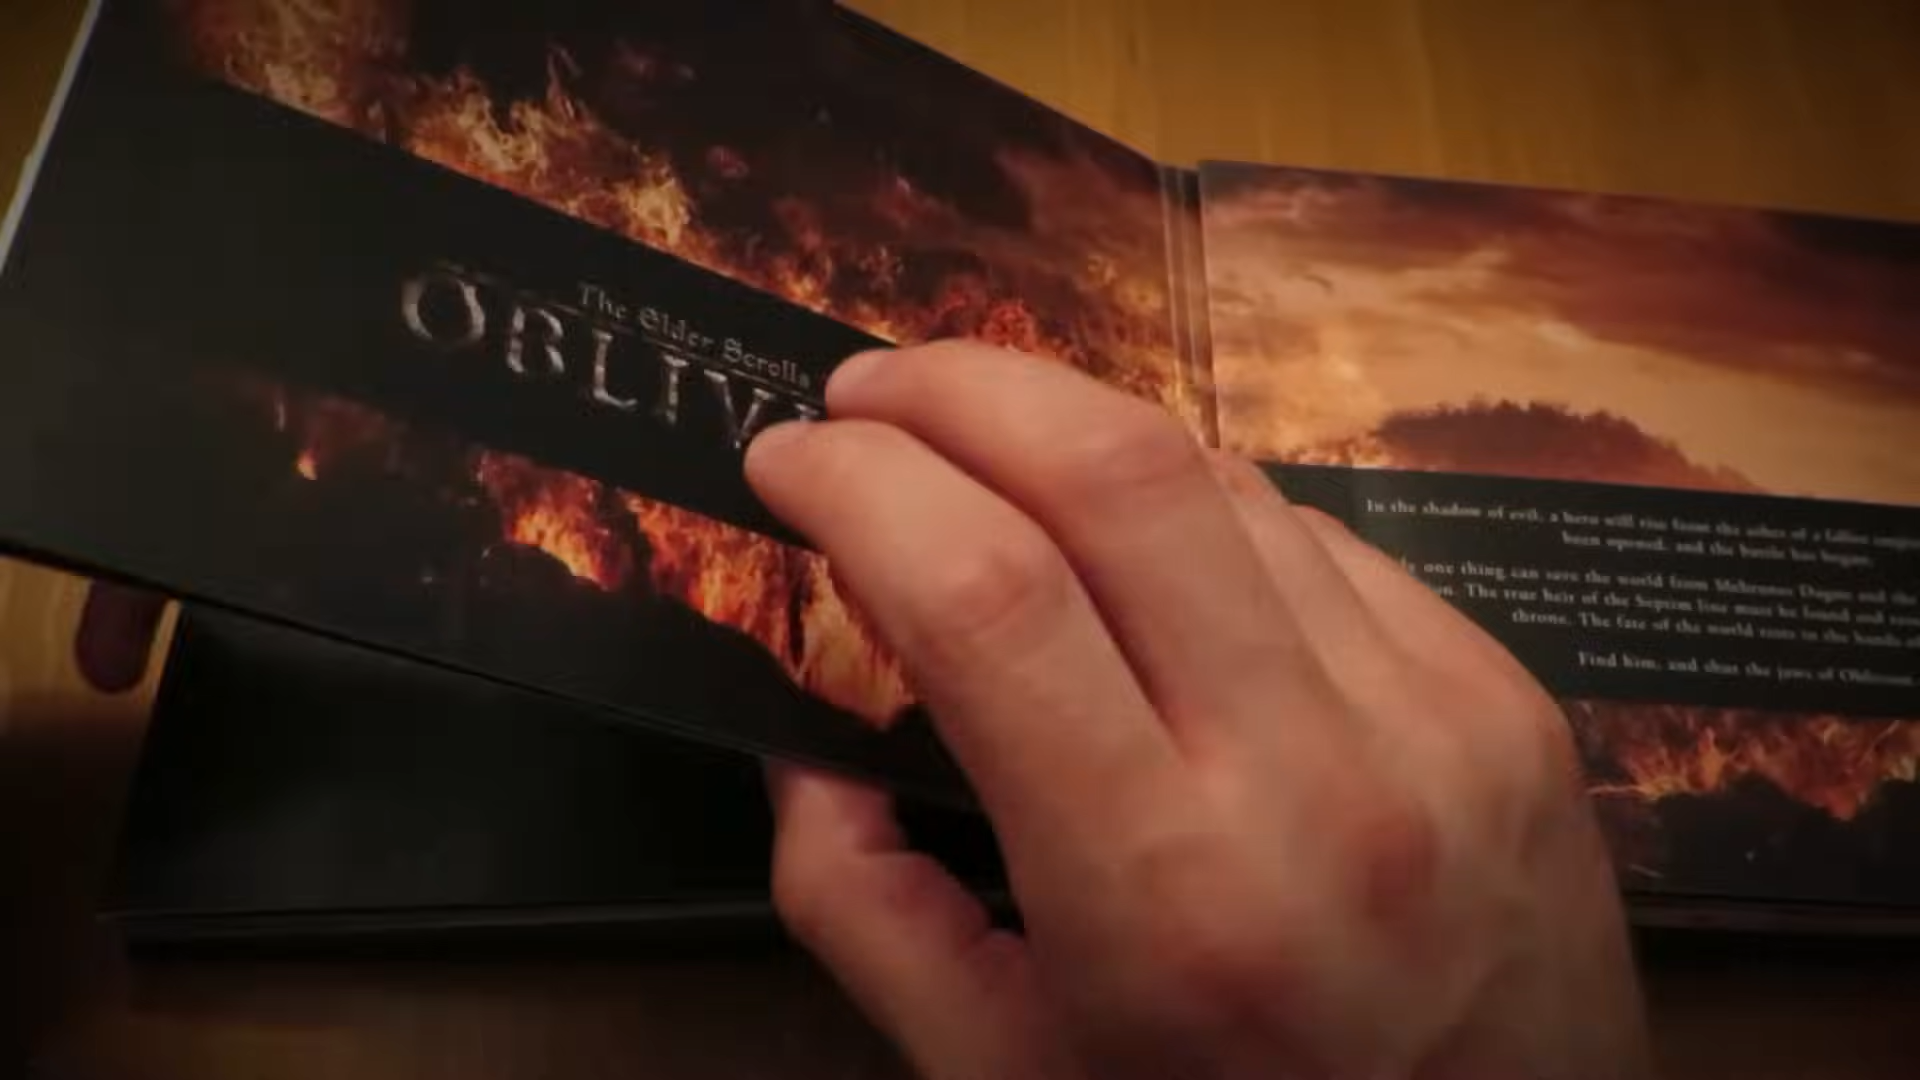 The Elder Scrolls
OBLIVI
In the shadow of evil, a hero will rise from the ashes of a fallen
been opened, and the battle has begun.
one thing can save the world from Mehrunes Dagon and the
The true heir of the Septim line must be found and
throne. The fate of the world rests in the hands of
Find him, and shut the jaws of Oblivion